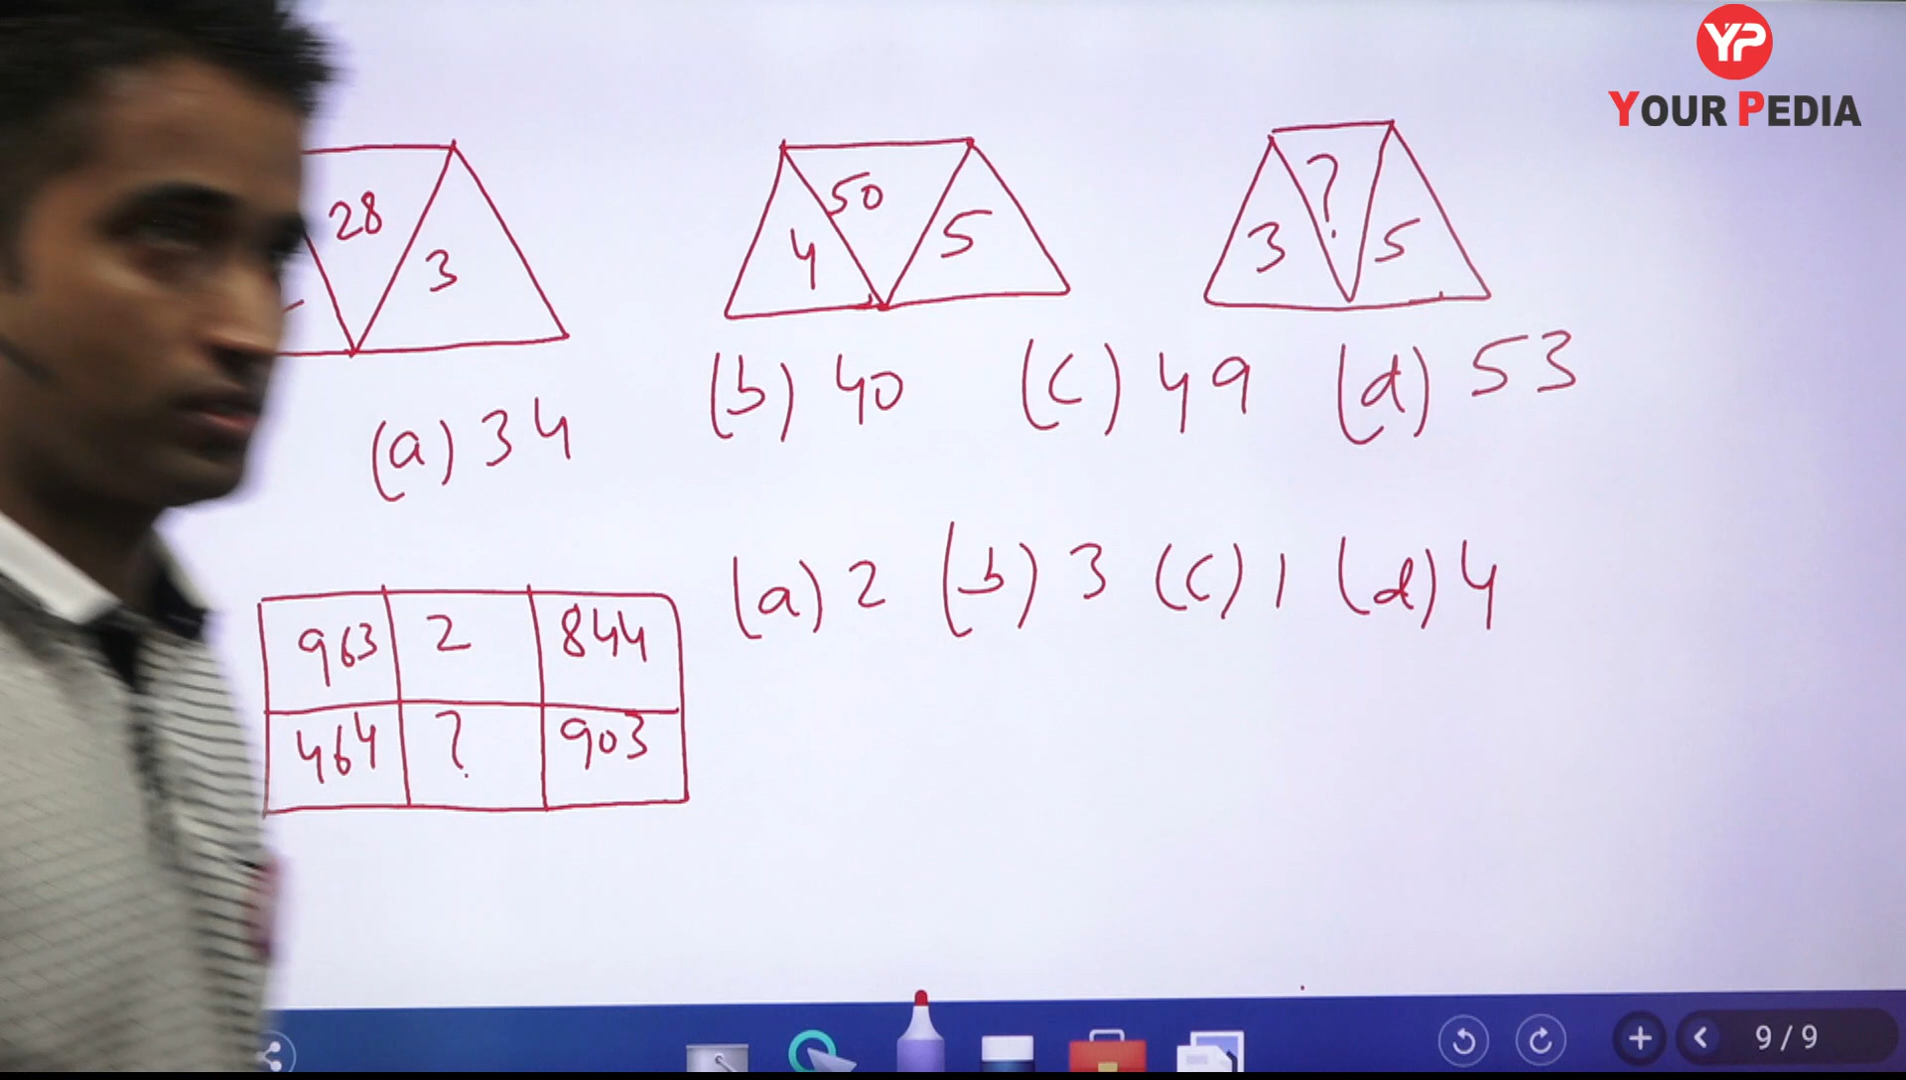 YP
YOUR PEDIA
28 3
50 4 5
? 3 5
(a) 34 (b) 40 (c) 49 (d) 53
(a) 2 (b) 3 (c) 1 (d) 4
963 2 844
464 ? 903
9 / 9